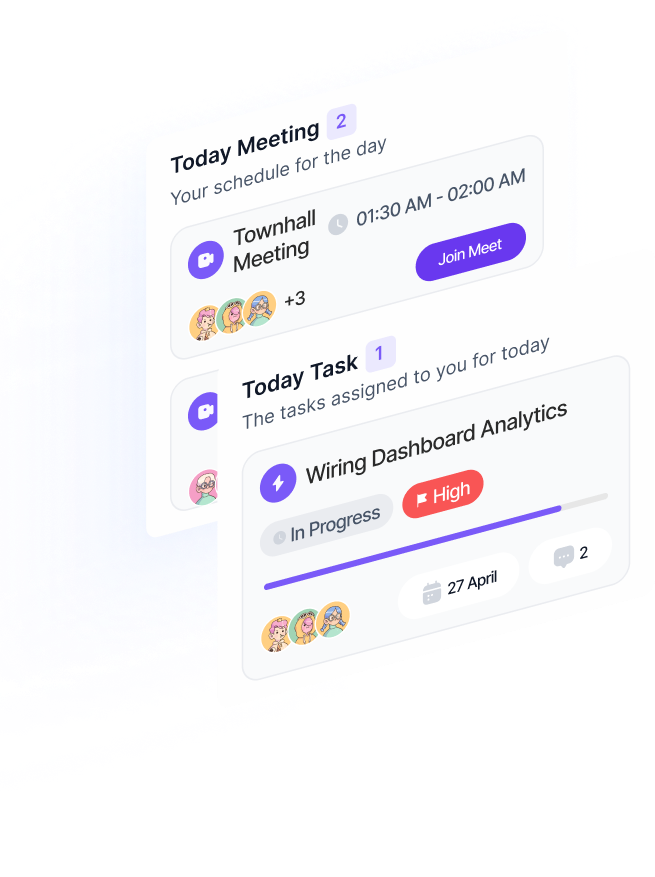 Today Meeting 2
Your schedule for the day
Townhall
Meeting
01:30 AM - 02:00 AM
+3
Join Meet
Today Task 1
The tasks assigned to you for today
Wiring Dashboard Analytics
In Progress
High
27 April
2